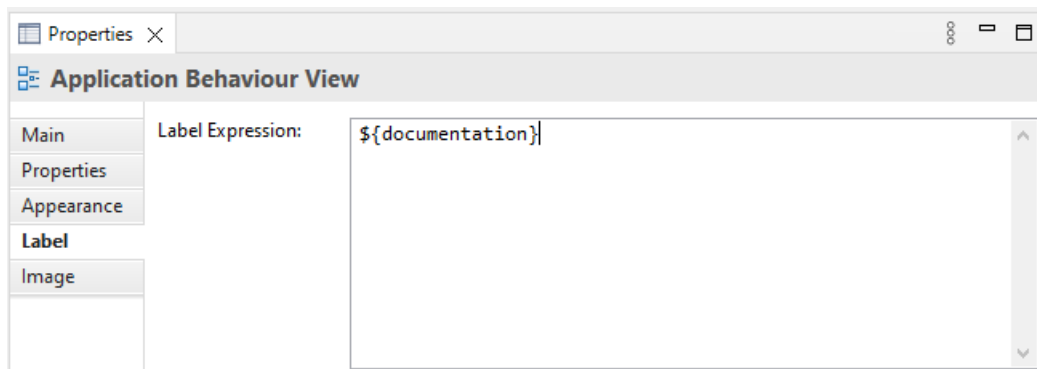 Properties
Application Behaviour View
Main
Label Expression:
${documentation}
Properties
Appearance
Label
Image